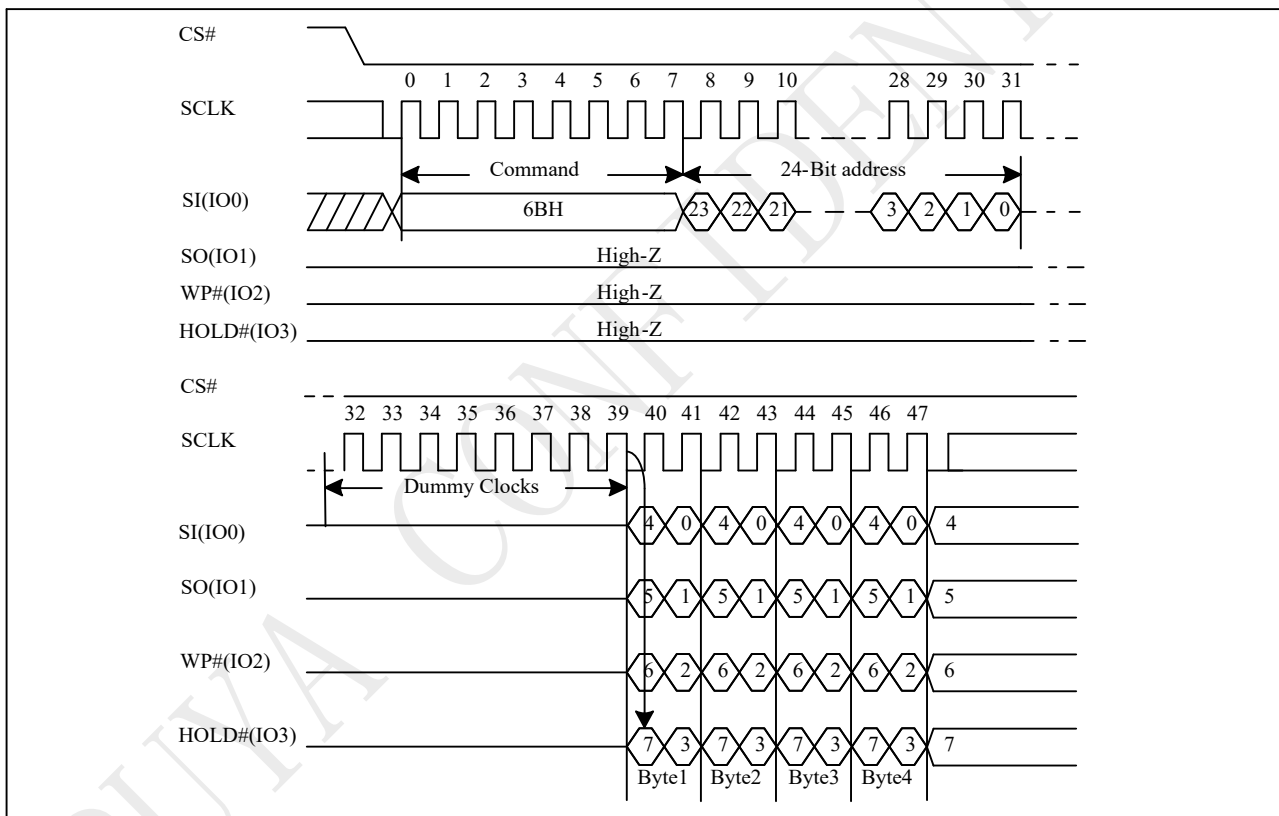 CS#
0 1 2 3 4 5 6 7 8 9 10 28 29 30 31
SCLK
Command 24-Bit address
SI(IO0) 6BH 23 22 21 3 2 1 0
SO(IO1) High-Z
WP#(IO2) High-Z
HOLD#(IO3) High-Z
CS#
32 33 34 35 36 37 38 39 40 41 42 43 44 45 46 47
SCLK
Dummy Clocks
SI(IO0) 4 0 4 0 4 0 4 0 4
SO(IO1) 5 1 5 1 5 1 5 1 5
WP#(IO2) 6 2 6 2 6 2 6 2 6
HOLD#(IO3) 7 3 7 3 7 3 7 3 7
Byte1 Byte2 Byte3 Byte4
PUYA CONFIDENT